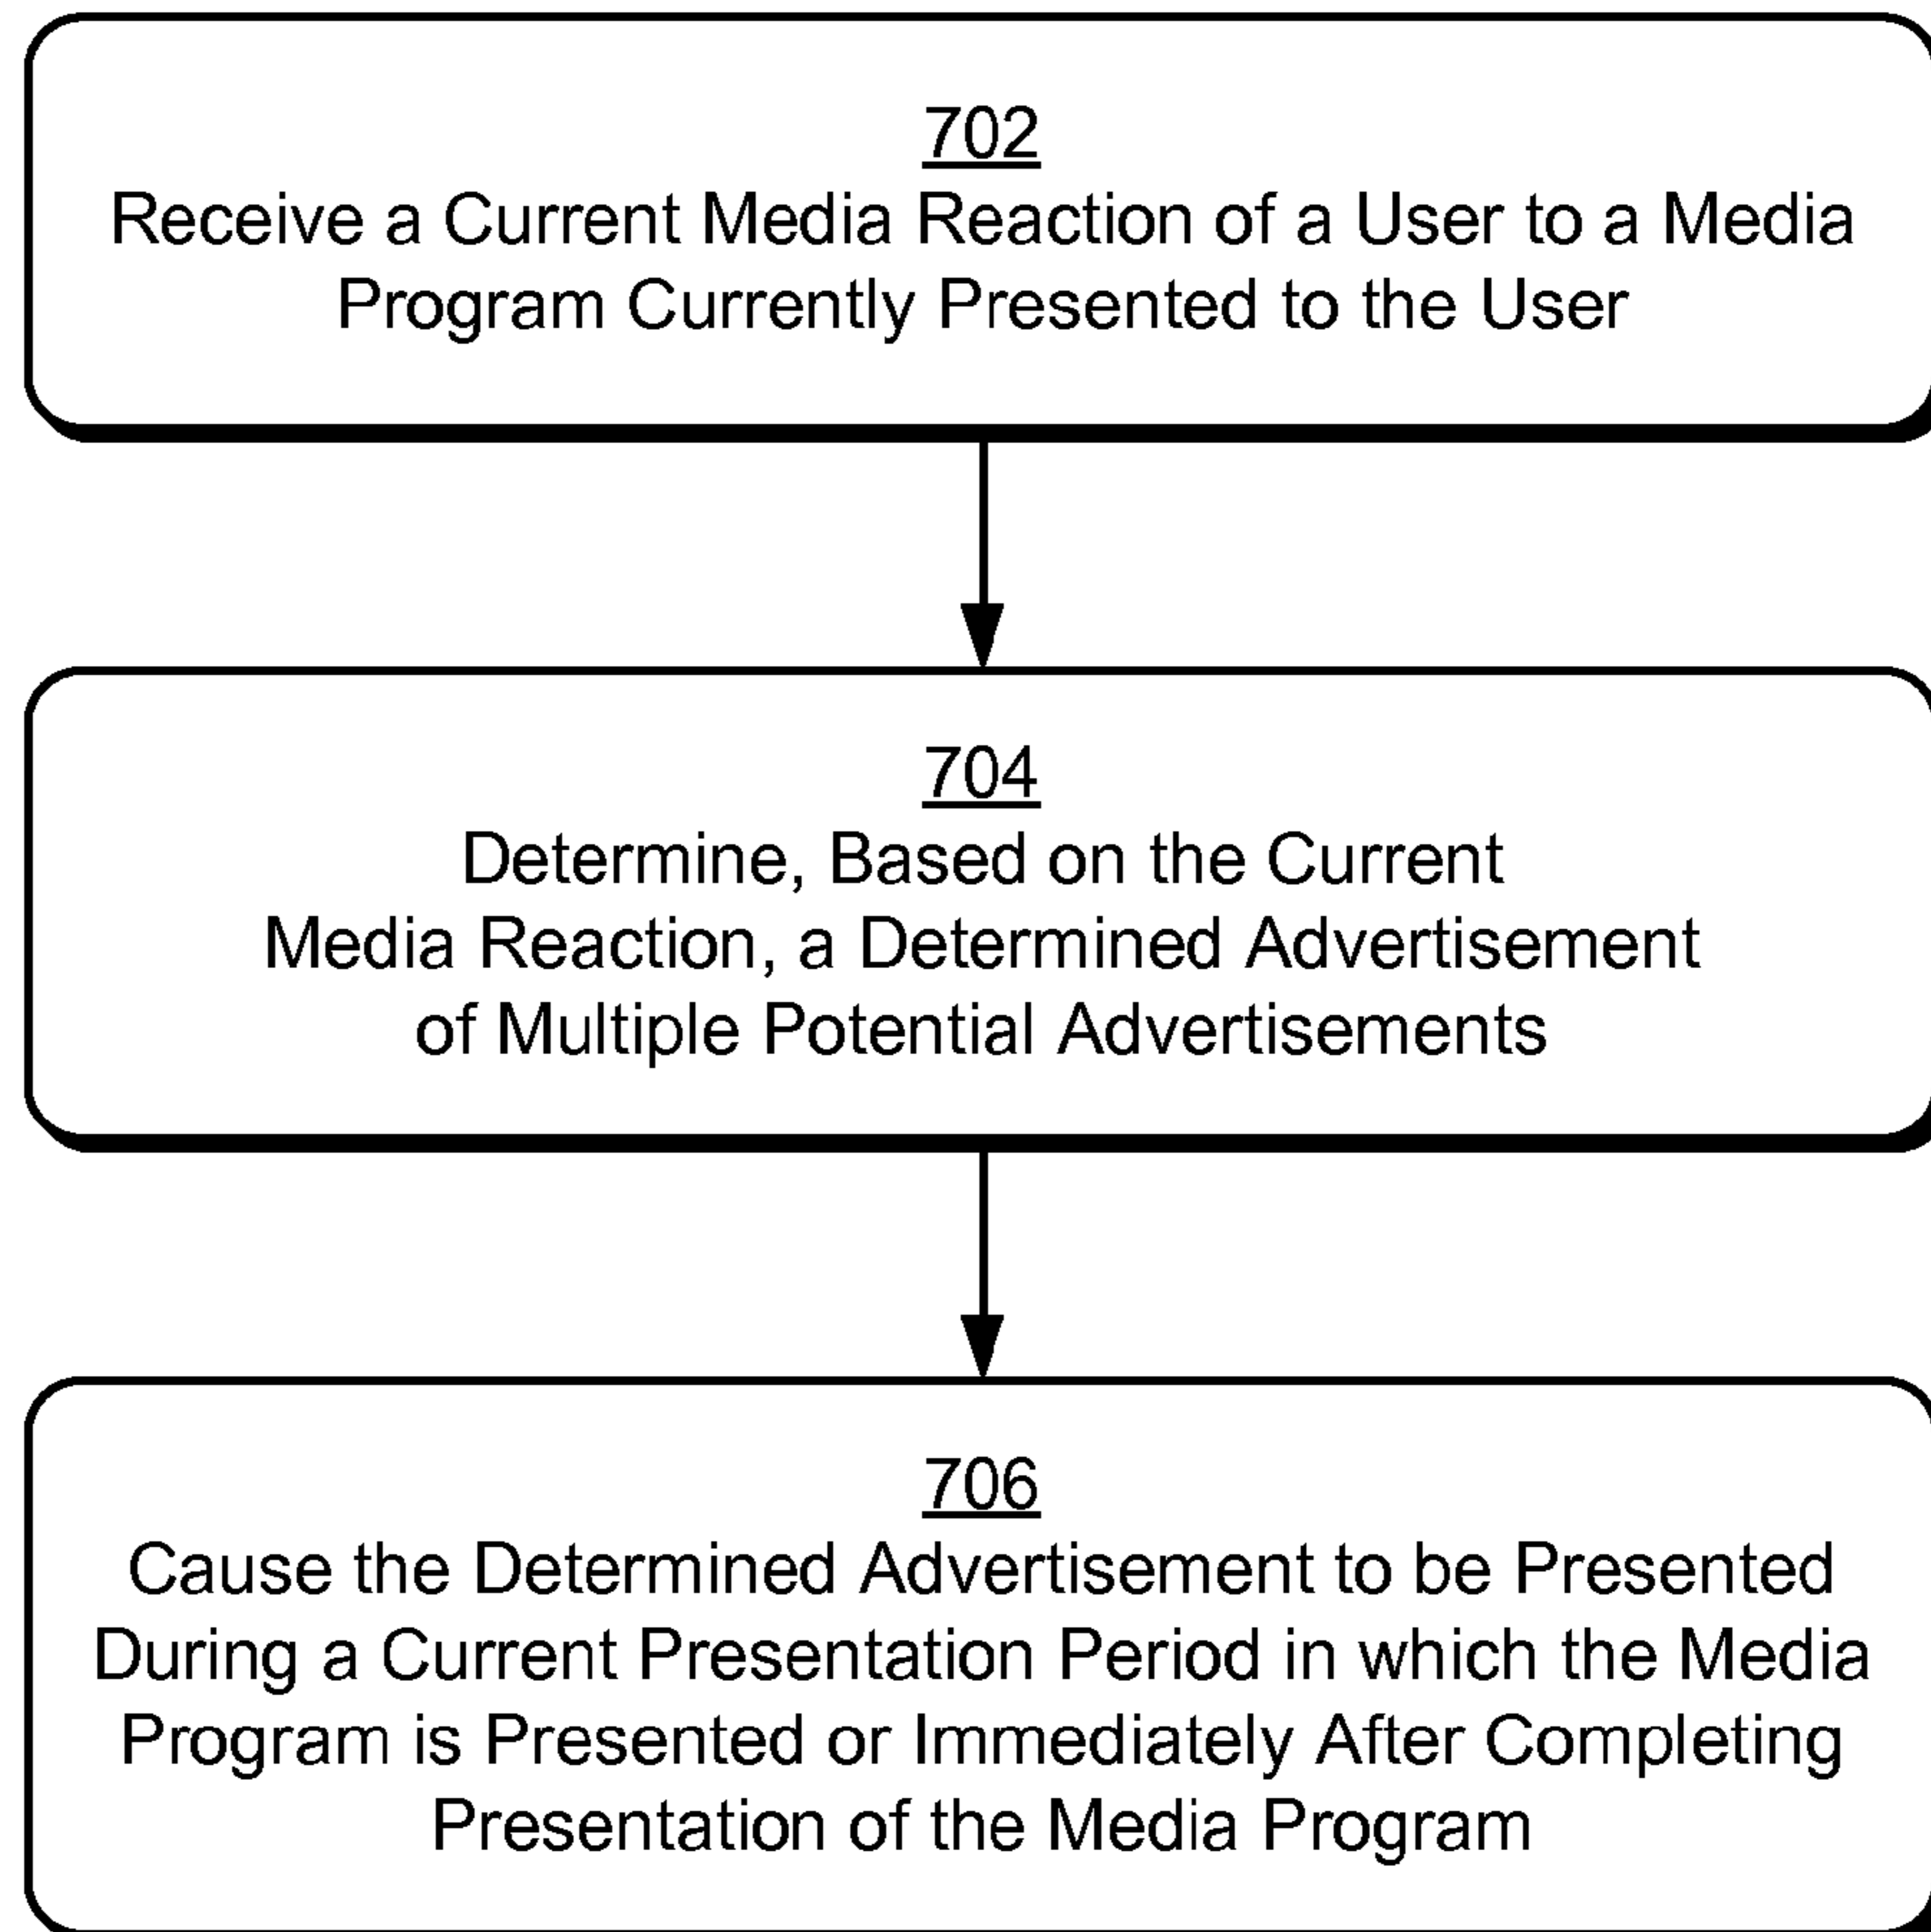 702
Receive a Current Media Reaction of a User to a Media
Program Currently Presented to the User
704
Determine, Based on the Current
Media Reaction, a Determined Advertisement
of Multiple Potential Advertisements
706
Cause the Determined Advertisement to be Presented
During a Current Presentation Period in which the Media
Program is Presented or Immediately After Completing
Presentation of the Media Program